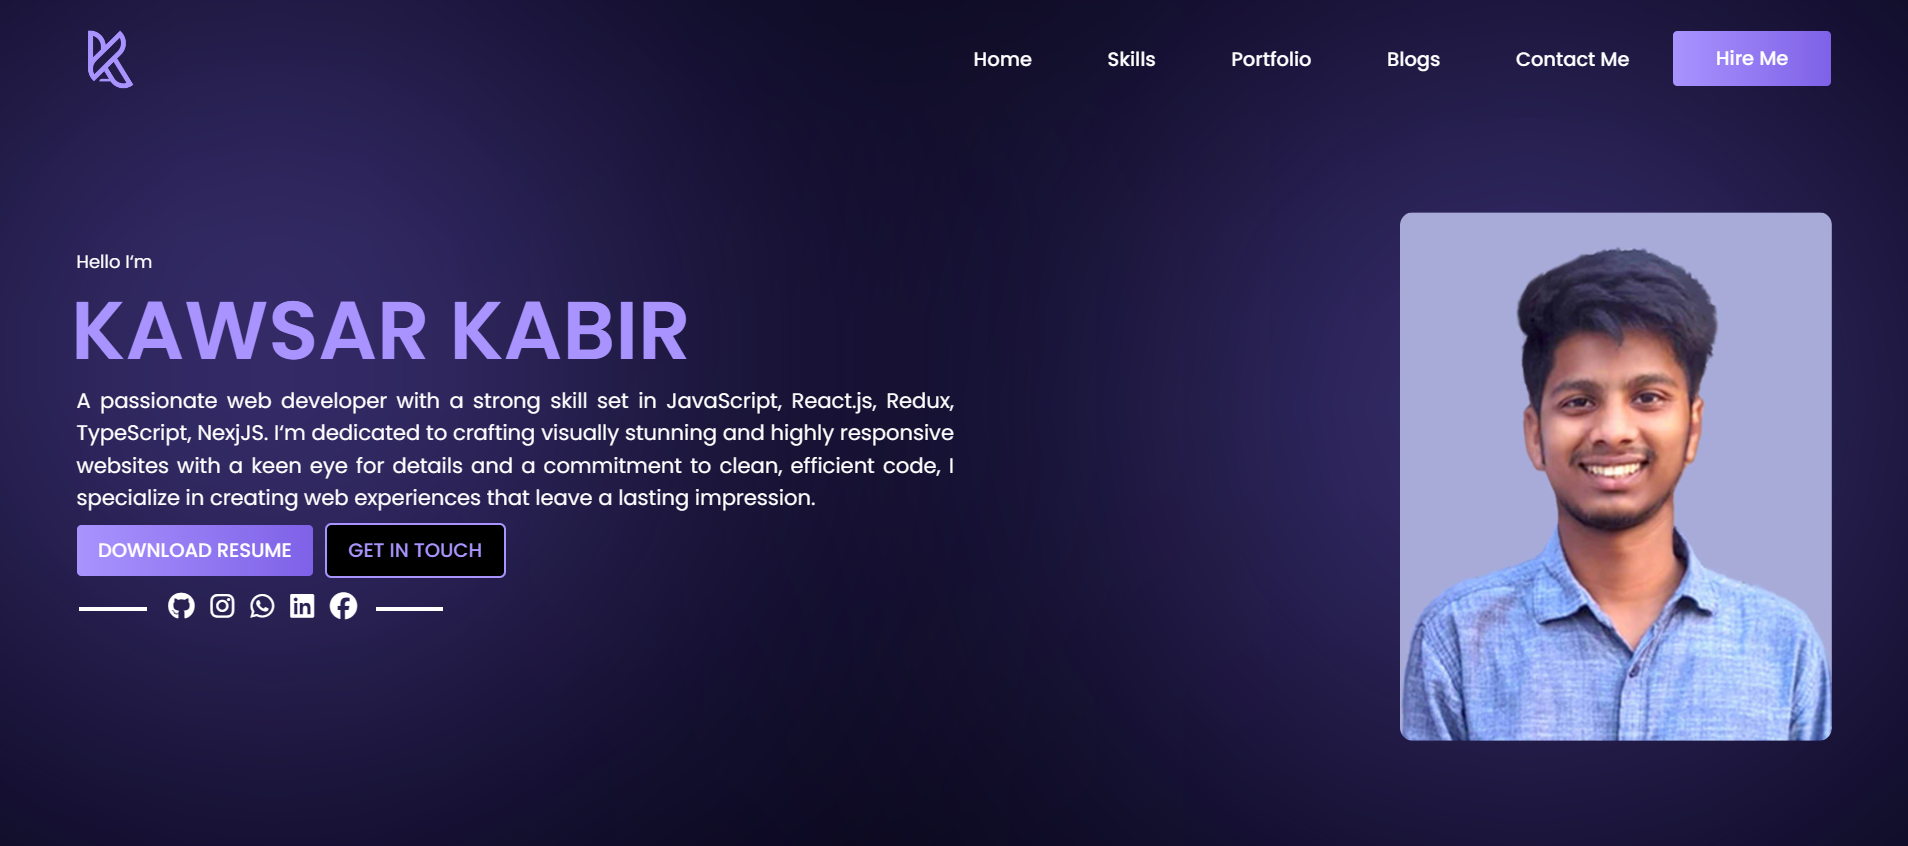 Home Skills Portfolio Blogs Contact Me Hire Me
Hello I'm
KAWSAR KABIR
A passionate web developer with a strong skill set in JavaScript, React.js, Redux,
TypeScript, NexjJS. I'm dedicated to crafting visually stunning and highly responsive
websites with a keen eye for details and a commitment to clean, efficient code, I
specialize in creating web experiences that leave a lasting impression.
DOWNLOAD RESUME GET IN TOUCH